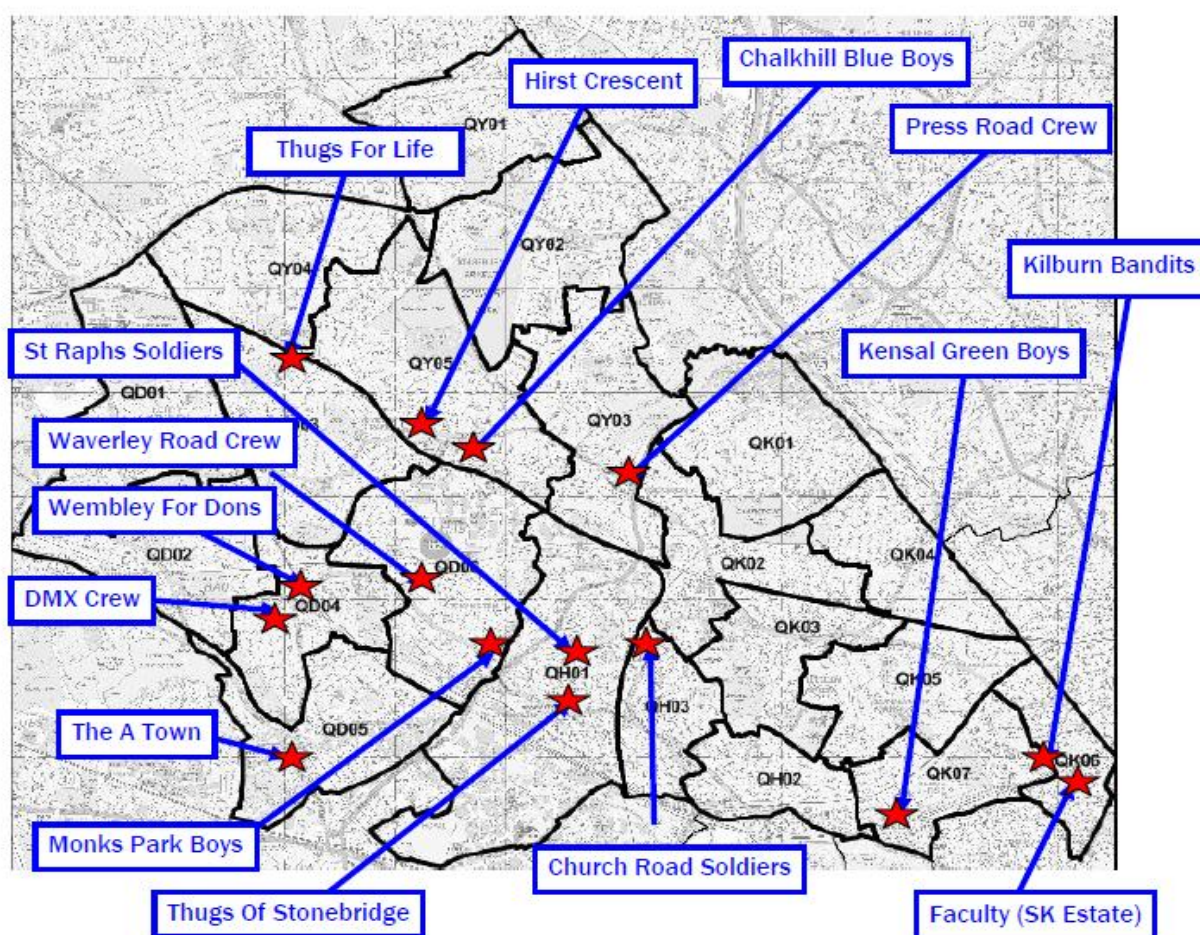 Chalkhill Blue Boys
Hirst Crescent
Press Road Crew
QY01
Thugs For Life
QY02
Kilburn Bandits
QY04
St Raphs Soldiers
Kensal Green Boys
QY05
QD01
QY03
Waverley Road Crew
QK01
Wembley For Dons
QD02
QK04
QK02
DMX Crew
QD04
QK03
QH01
QK05
QH03
The A Town
QD05
QK06
QK07
QH02
Monks Park Boys
Church Road Soldiers
Thugs Of Stonebridge
Faculty (SK Estate)